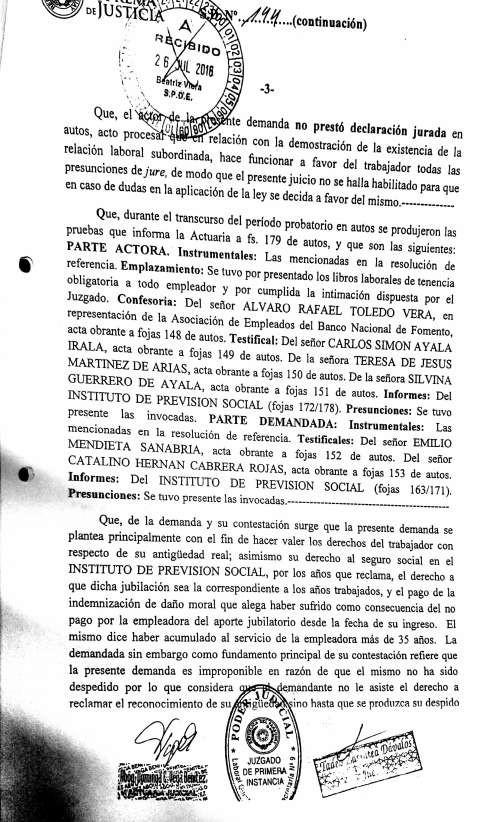 DE JUSTICIA
S.D. Nº 144....(continuación)
RECIBIDO
26 JUL 2016
Beatriz Viera
S.P.D.E.
-3-
Que, el actor de la presente demanda no prestó declaración jurada en
autos, acto procesal que en relación con la demostración de la existencia de la
relación laboral subordinada, hace funcionar a favor del trabajador todas las
presunciones de jure, de modo que el presente juicio no se halla habilitado para que
en caso de dudas en la aplicación de la ley se decida a favor del mismo.--------------
Que, durante el transcurso del período probatorio en autos se produjeron las
pruebas que informa la Actuaria a fs. 179 de autos, y que son las siguientes:
PARTE ACTORA. Instrumentales: Las mencionadas en la resolución de
referencia. Emplazamiento: Se tuvo por presentado los libros laborales de tenencia
obligatoria a todo empleador y por cumplida la intimación dispuesta por el
Juzgado. Confesoria: Del señor ALVARO RAFAEL TOLEDO VERA, en
representación de la Asociación de Empleados del Banco Nacional de Fomento,
acta obrante a fojas 148 de autos. Testifical: Del señor CARLOS SIMON AYALA
IRALA, acta obrante a fojas 149 de autos. De la señora TERESA DE JESUS
MARTINEZ DE ARIAS, acta obrante a fojas 150 de autos. De la señora SILVINA
GUERRERO DE AYALA, acta obrante a fojas 151 de autos. Informes: Del
INSTITUTO DE PREVISION SOCIAL (fojas 172/178). Presunciones: Se tuvo
presente las invocadas. PARTE DEMANDADA: Instrumentales: Las
mencionadas en la resolución de referencia. Testificales: Del señor EMILIO
MENDIETA SANABRIA, acta obrante a fojas 152 de autos. Del señor
CATALINO HERNAN CABRERA ROJAS, acta obrante a fojas 153 de autos.
Informes: Del INSTITUTO DE PREVISION SOCIAL (fojas 163/171).
Presunciones: Se tuvo presente las invocadas.-------------------------------------------
Que, de la demanda y su contestación surge que la presente demanda se
plantea principalmente con el fin de hacer valer los derechos del trabajador con
respecto de su antigüedad real; asimismo su derecho al seguro social en el
INSTITUTO DE PREVISION SOCIAL, por los años que reclama, el derecho a
que dicha jubilación sea la correspondiente a los años trabajados, y el pago de la
indemnización de daño moral que alega haber sufrido como consecuencia del no
pago por la empleadora del aporte jubilatorio desde la fecha de su ingreso. El
mismo dice haber acumulado al servicio de la empleadora más de 35 años. La
demandada sin embargo como fundamento principal de su contestación refiere que
la presente demanda es improponible en razón de que el mismo no ha sido
despedido por lo que considera que al demandante no le asiste el derecho a
reclamar el reconocimiento de su antigüedad sino hasta que se produzca su despido
PODER JUDICIAL
JUZGADO
DE PRIMERA
INSTANCIA